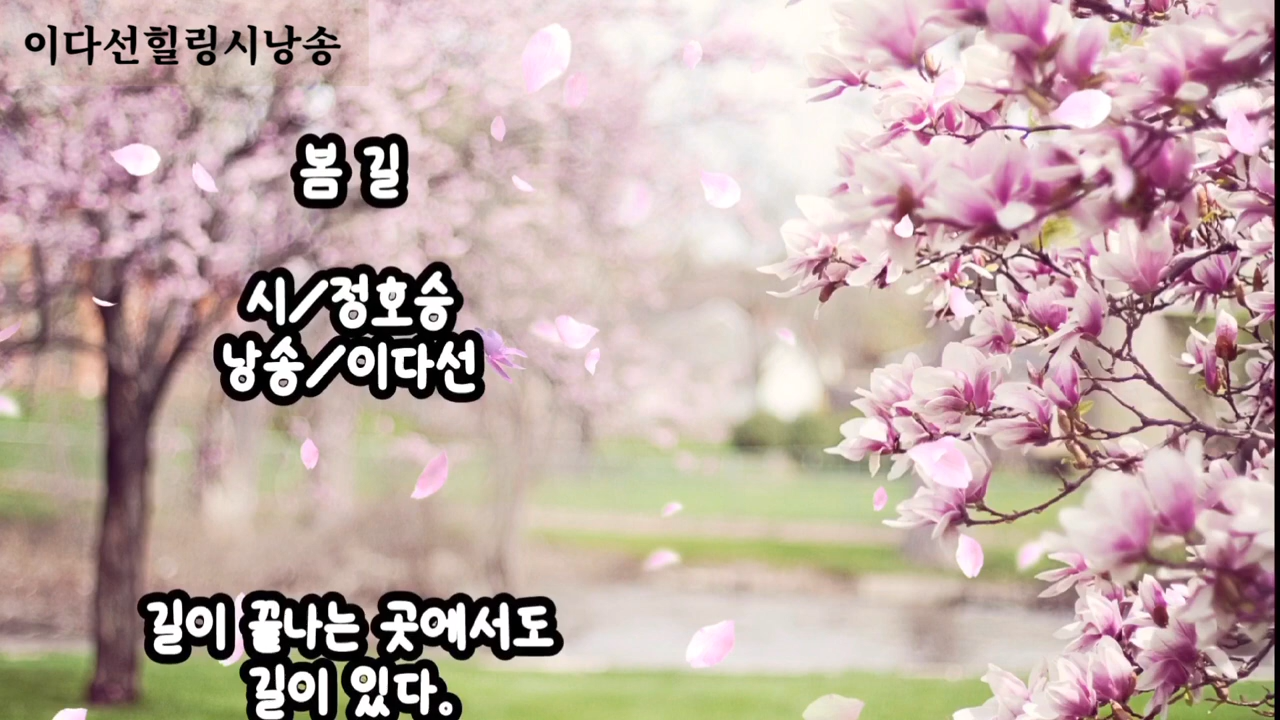 이다선힐링시낭송
봄 길
시/정호승
낭송/이다선
길이 끝나는 곳에서도
길이 있다。